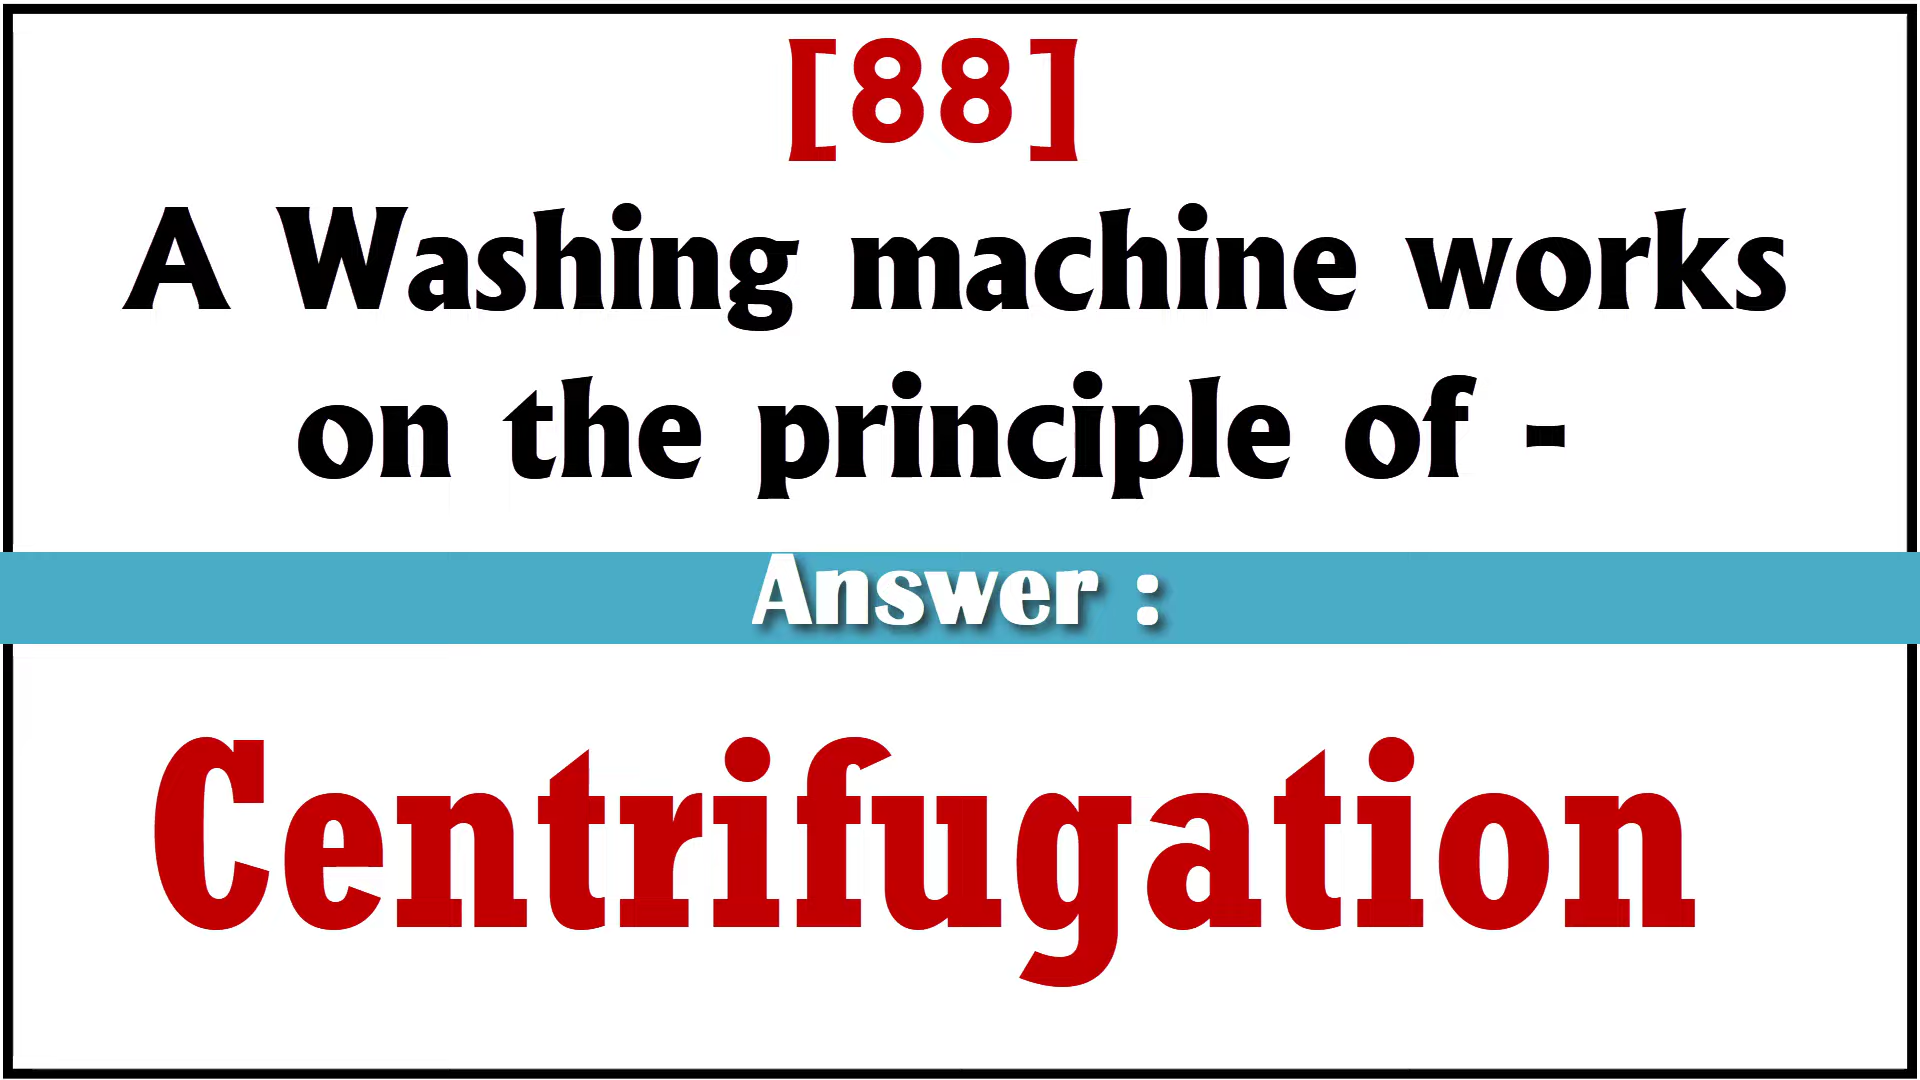 [88]
A Washing machine works
on the principle of -
Answer :
Centrifugation